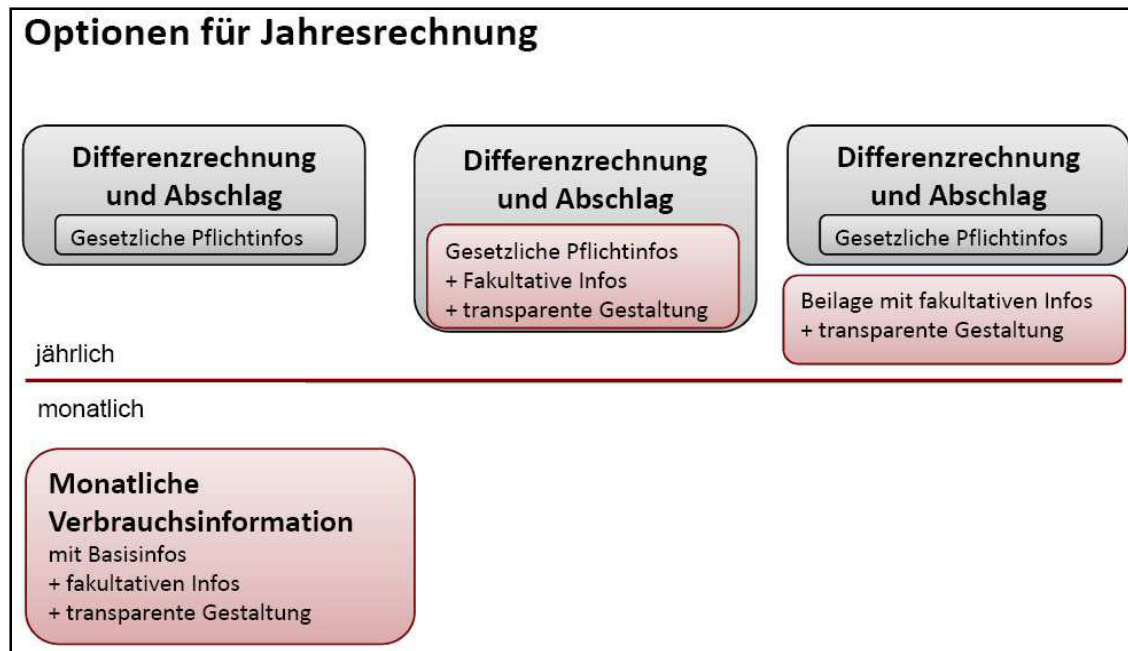 Optionen für Jahresrechnung
Differenzrechnung
und Abschlag
Gesetzliche Pflichtinfos
Differenzrechnung
und Abschlag
Gesetzliche Pflichtinfos
+ Fakultative Infos
+ transparente Gestaltung
Differenzrechnung
und Abschlag
Gesetzliche Pflichtinfos
Beilage mit fakultativen Infos
+ transparente Gestaltung
jährlich
monatlich
Monatliche
Verbrauchsinformation
mit Basisinfos
+ fakultativen Infos
+ transparente Gestaltung